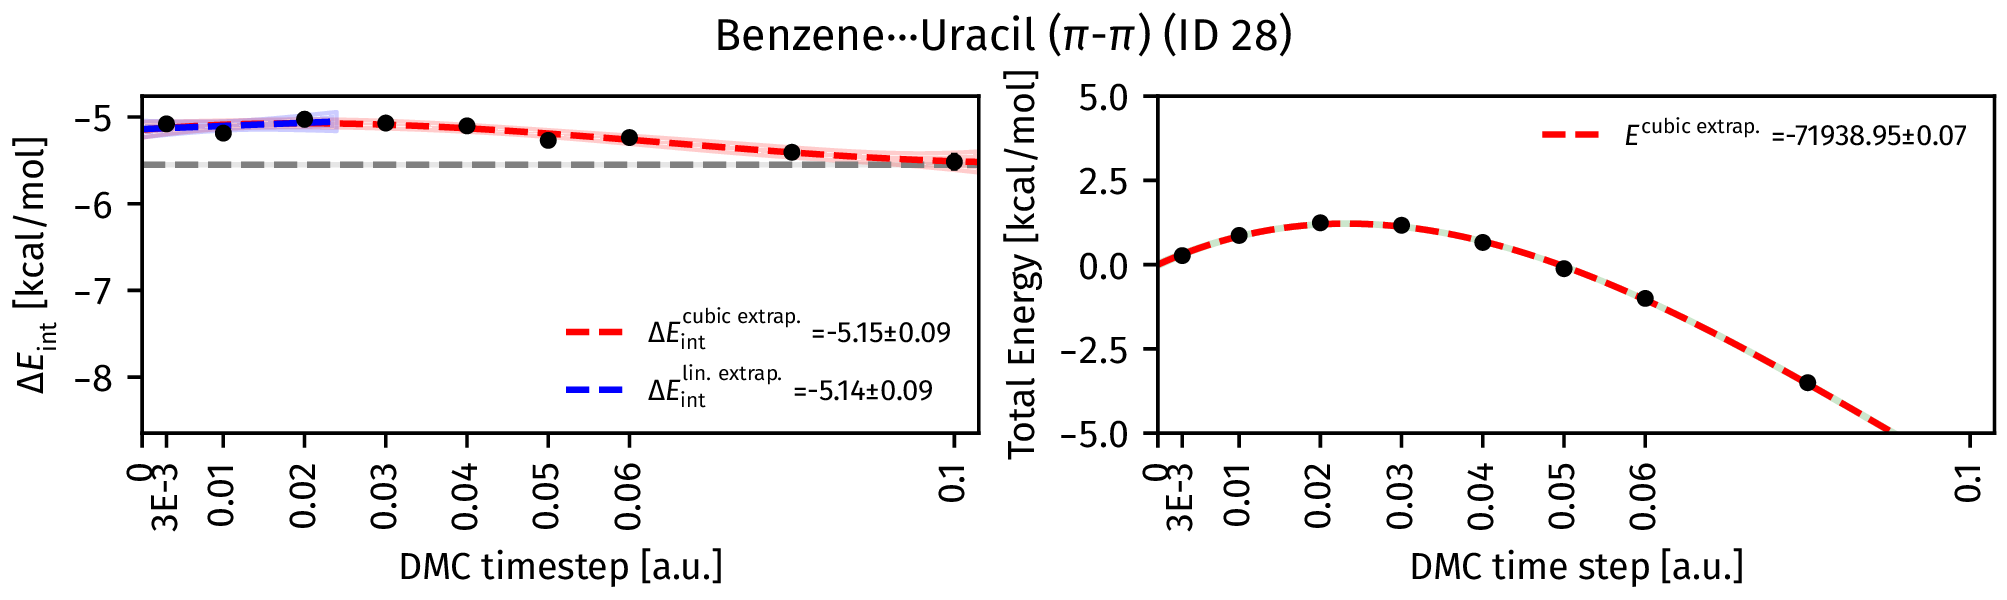 Benzene···Uracil (π-π) (ID 28)
ΔE_int [kcal/mol]
−5
−6
−7
−8
ΔE_int^cubic extrap. =-5.15±0.09
ΔE_int^lin. extrap. =-5.14±0.09
0
3E-3
0.01
0.02
0.03
0.04
0.05
0.06
0.1
DMC timestep [a.u.]
Total Energy [kcal/mol]
5.0
2.5
0.0
−2.5
−5.0
E^cubic extrap. =-71938.95±0.07
0
3E-3
0.01
0.02
0.03
0.04
0.05
0.06
0.1
DMC time step [a.u.]